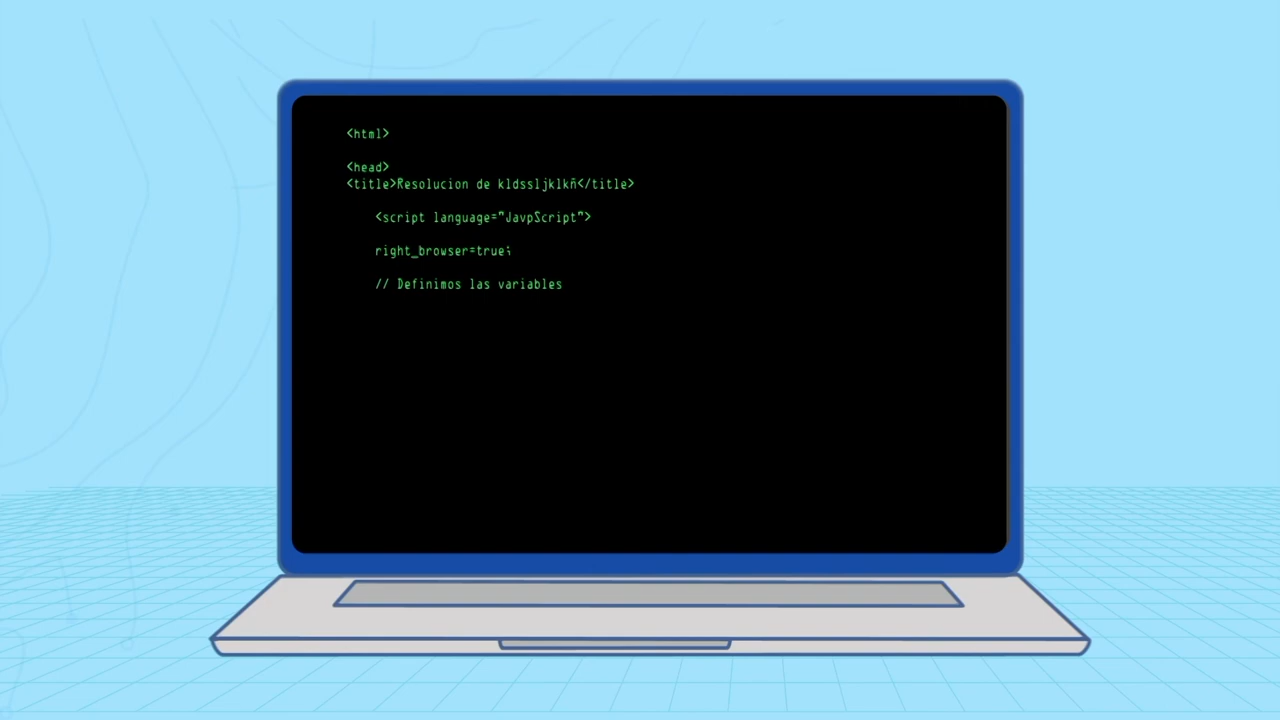 <html>
<head>
<title>Resolucion de kldssljklkñ</title>
<script language="JavpScript">
right_browser=true;
// Definimos las variables